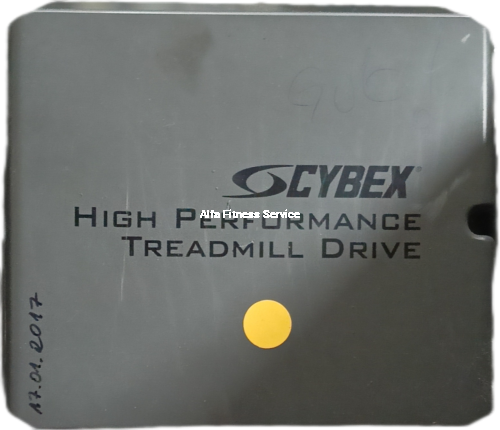 CYBEX®
HIGH PERFORMANCE
Alfa Fitness Service
TREADMILL DRIVE
17.01.2017